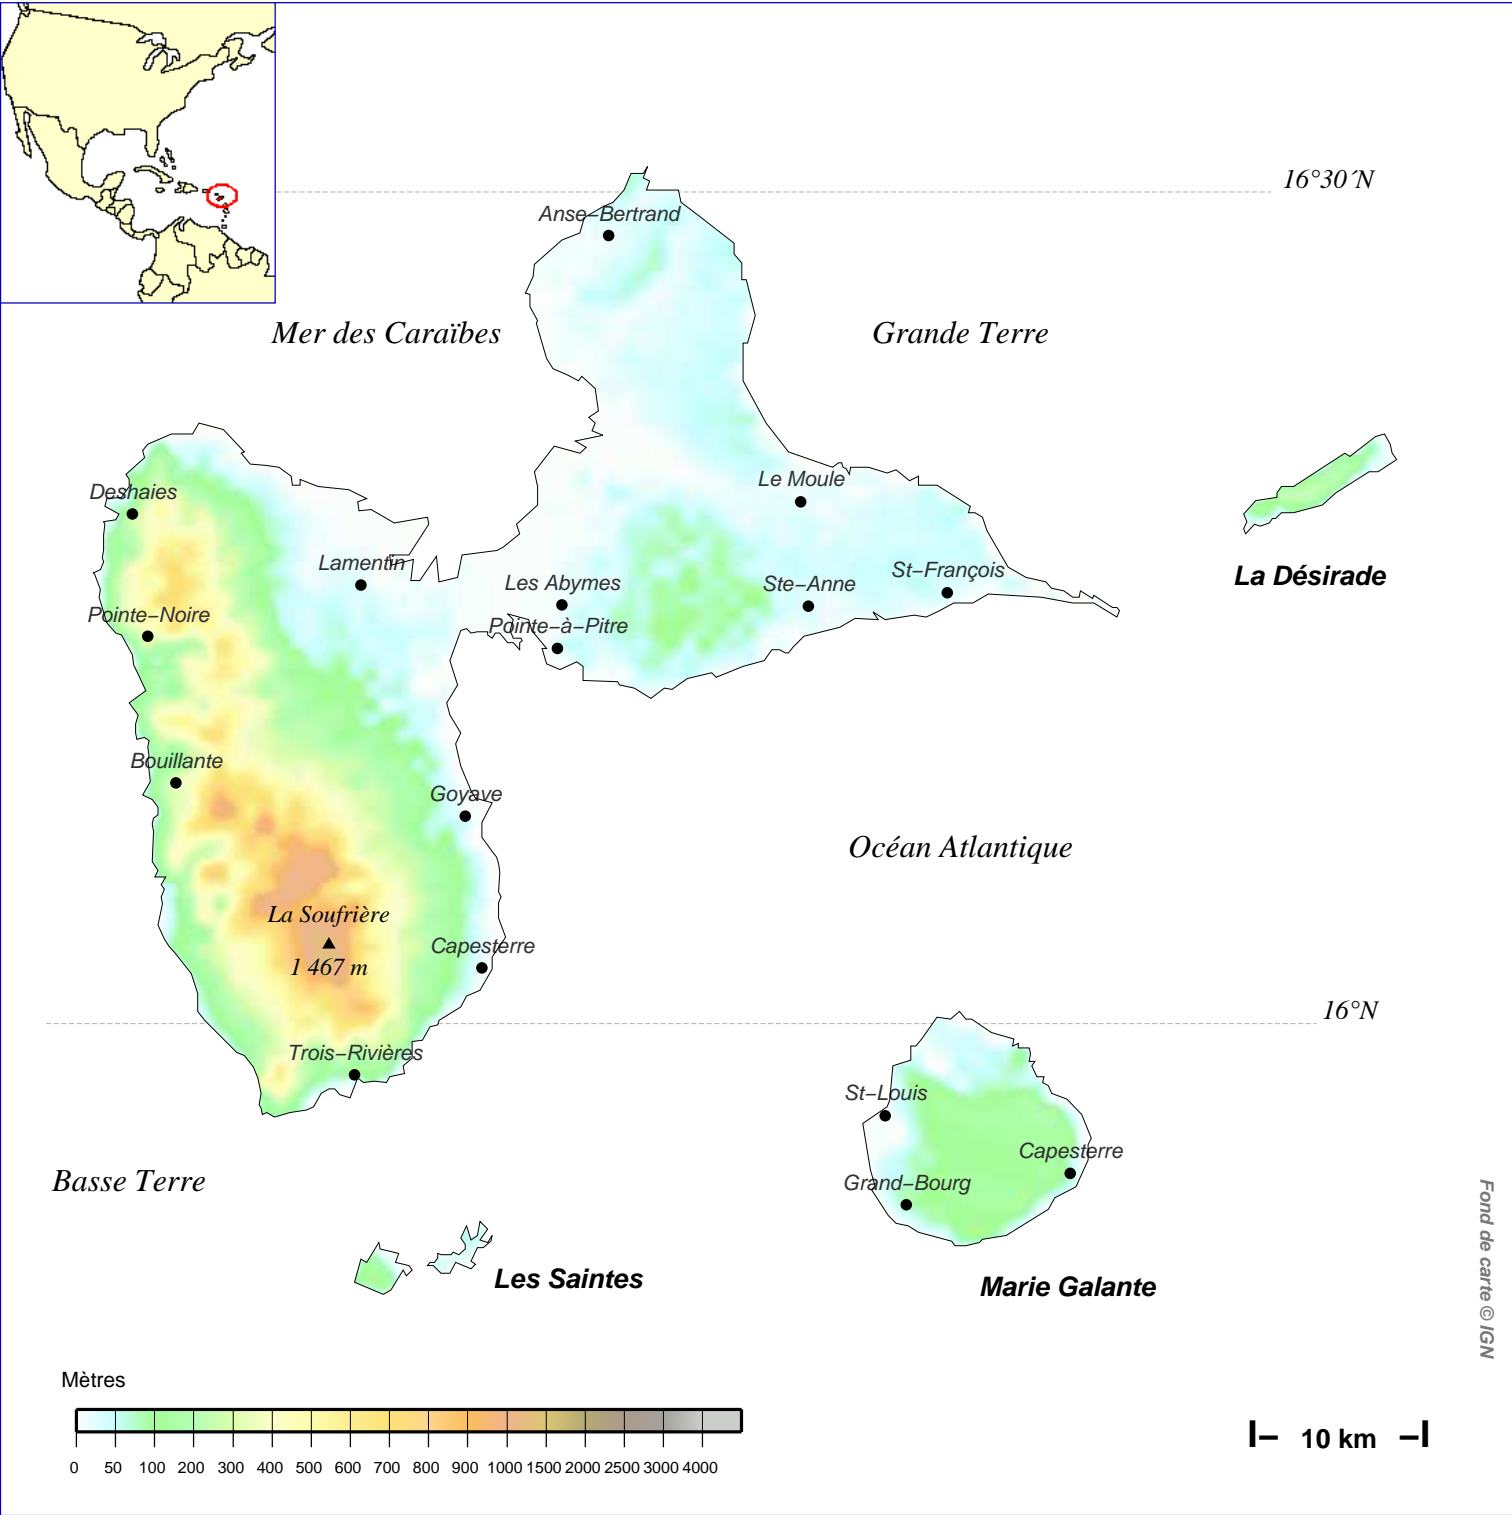 16°30´N
Anse−Bertrand
Mer des Caraïbes
Grande Terre
Le Moule
Deshaies
Lamentin
Les Abymes
Ste−Anne
St−François
La Désirade
Pointe−Noire
Pointe−à−Pitre
Bouillante
Goyave
Océan Atlantique
La Soufrière
1 467 m
Capesterre
16°N
Trois−Rivières
St−Louis
Capesterre
Grand−Bourg
Basse Terre
Les Saintes
Marie Galante
Fond de carte © IGN
Mètres
0 50 100 200 300 400 500 600 700 800 900 1000 1500 2000 2500 3000 4000
10 km